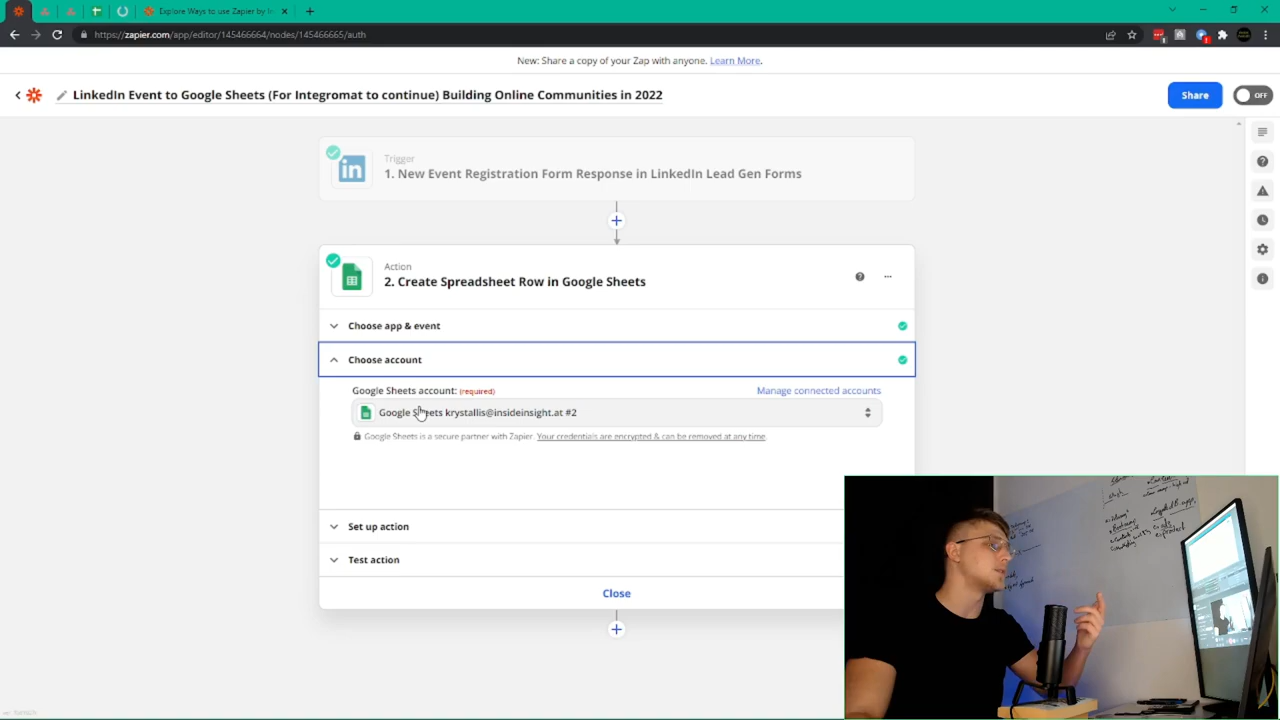 Explore Ways to use Zapier by In
https://zapier.com/app/editor/145466664/nodes/145466665/auth
New: Share a copy of your Zap with anyone. Learn More.
LinkedIn Event to Google Sheets (For Integromat to continue) Building Online Communities in 2022
Share
OFF
Trigger
1. New Event Registration Form Response in LinkedIn Lead Gen Forms
Action
2. Create Spreadsheet Row in Google Sheets
Choose app & event
Choose account
Google Sheets account: (required)
Manage connected accounts
Google Sheets krystallis@insideinsight.at #2
Google Sheets is a secure partner with Zapier. Your credentials are encrypted & can be removed at any time.
Set up action
Test action
Close